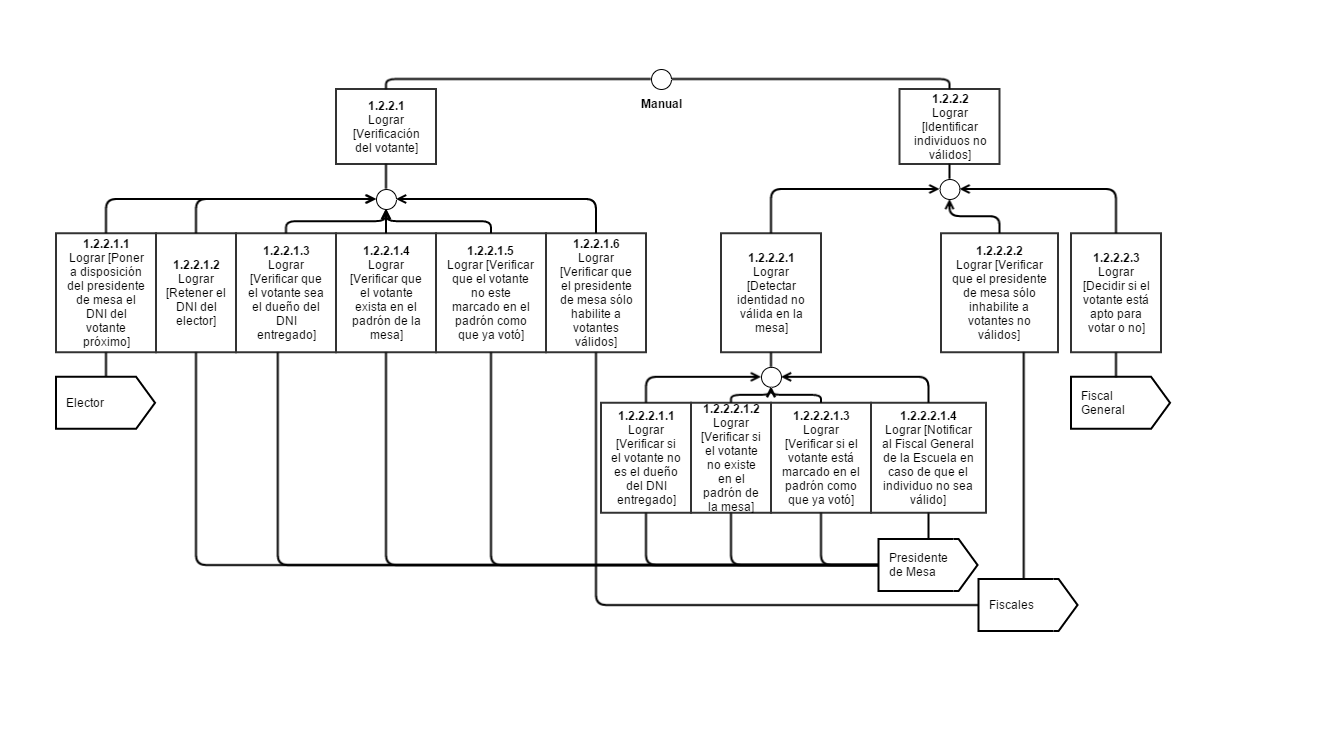 Manual
1.2.2.1
Lograr
[Verificación
del votante]
1.2.2.2
Lograr
[Identificar
individuos no
válidos]
1.2.2.1.1
Lograr [Poner
a disposición
del presidente
de mesa el
DNI del
votante
próximo]
1.2.2.1.2
Lograr
[Retener el
DNI del
elector]
1.2.2.1.3
Lograr
[Verificar que
el votante sea
el dueño del
DNI
entregado]
1.2.2.1.4
Lograr
[Verificar que
el votante
exista en el
padrón de la
mesa]
1.2.2.1.5
Lograr [Verificar
que el votante
no este
marcado en el
padrón como
que ya votó]
1.2.2.1.6
Lograr
[Verificar que
el presidente
de mesa sólo
habilite a
votantes
válidos]
1.2.2.2.1
Lograr
[Detectar
identidad no
válida en la
mesa]
1.2.2.2.2
Lograr [Verificar
que el presidente
de mesa sólo
inhabilite a
votantes no
válidos]
1.2.2.2.3
Lograr
[Decidir si el
votante está
apto para
votar o no]
Elector
Fiscal
General
1.2.2.2.1.1
Lograr
[Verificar si
el votante no
es el dueño
del DNI
entregado]
1.2.2.2.1.2
Lograr
[Verificar si
el votante
no existe
en el
padrón de
la mesa]
1.2.2.2.1.3
Lograr
[Verificar si el
votante está
marcado en el
padrón como
que ya votó]
1.2.2.2.1.4
Lograr [Notificar
al Fiscal General
de la Escuela en
caso de que el
individuo no sea
válido]
Presidente
de Mesa
Fiscales